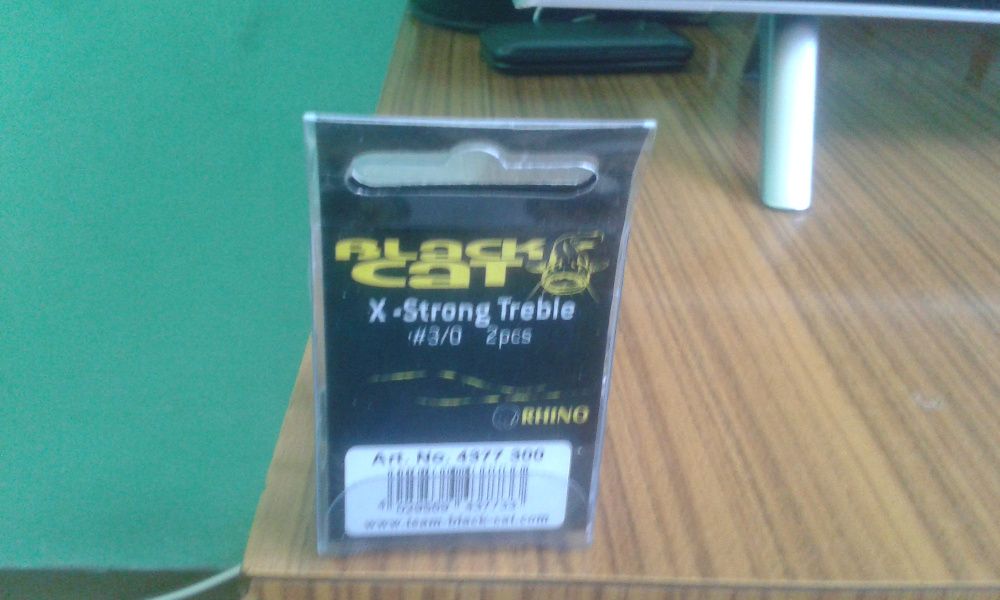 BLACK
CAT
X-Strong Treble
#3/0 2pcs
RHINO
Art. No. 4377 300
www.team-black-cat.com